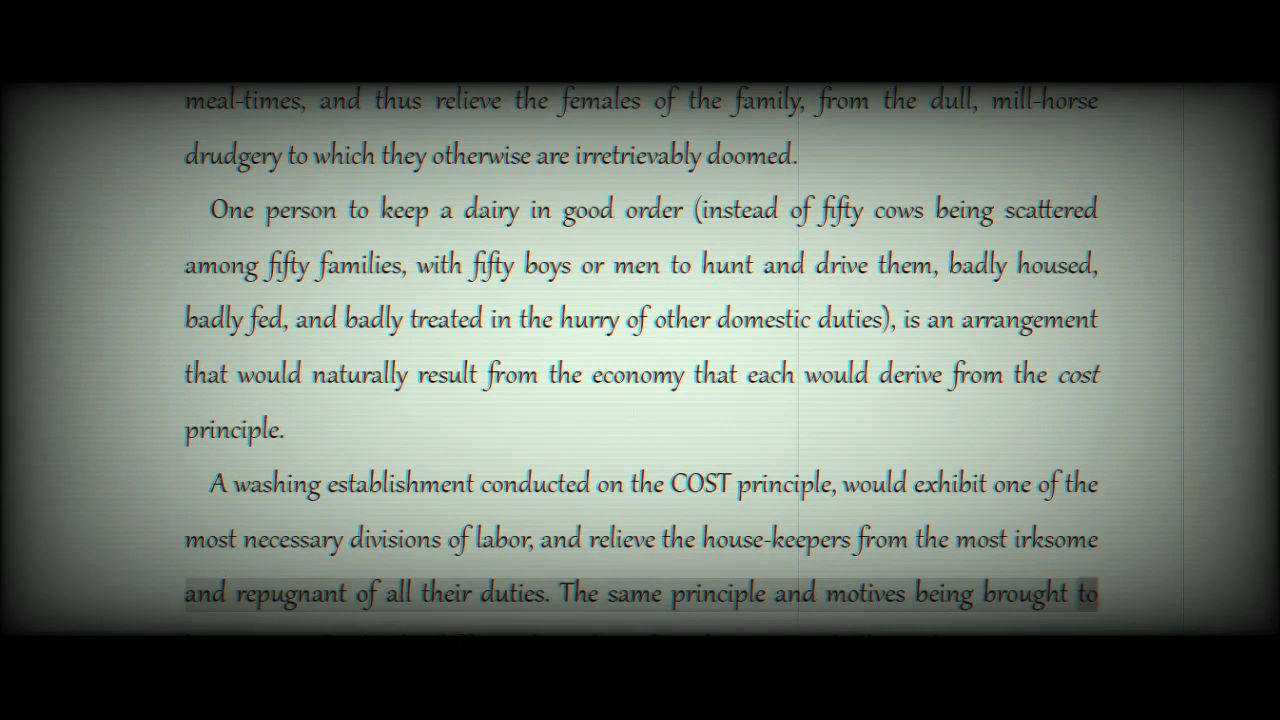 meal-times, and thus relieve the females of the family, from the dull, mill-horse
drudgery to which they otherwise are irretrievably doomed.
One person to keep a dairy in good order (instead of fifty cows being scattered
among fifty families, with fifty boys or men to hunt and drive them, badly housed,
badly fed, and badly treated in the hurry of other domestic duties), is an arrangement
that would naturally result from the economy that each would derive from the cost
principle.
A washing establishment conducted on the COST principle, would exhibit one of the
most necessary divisions of labor, and relieve the house-keepers from the most irksome
and repugnant of all their duties. The same principle and motives being brought to